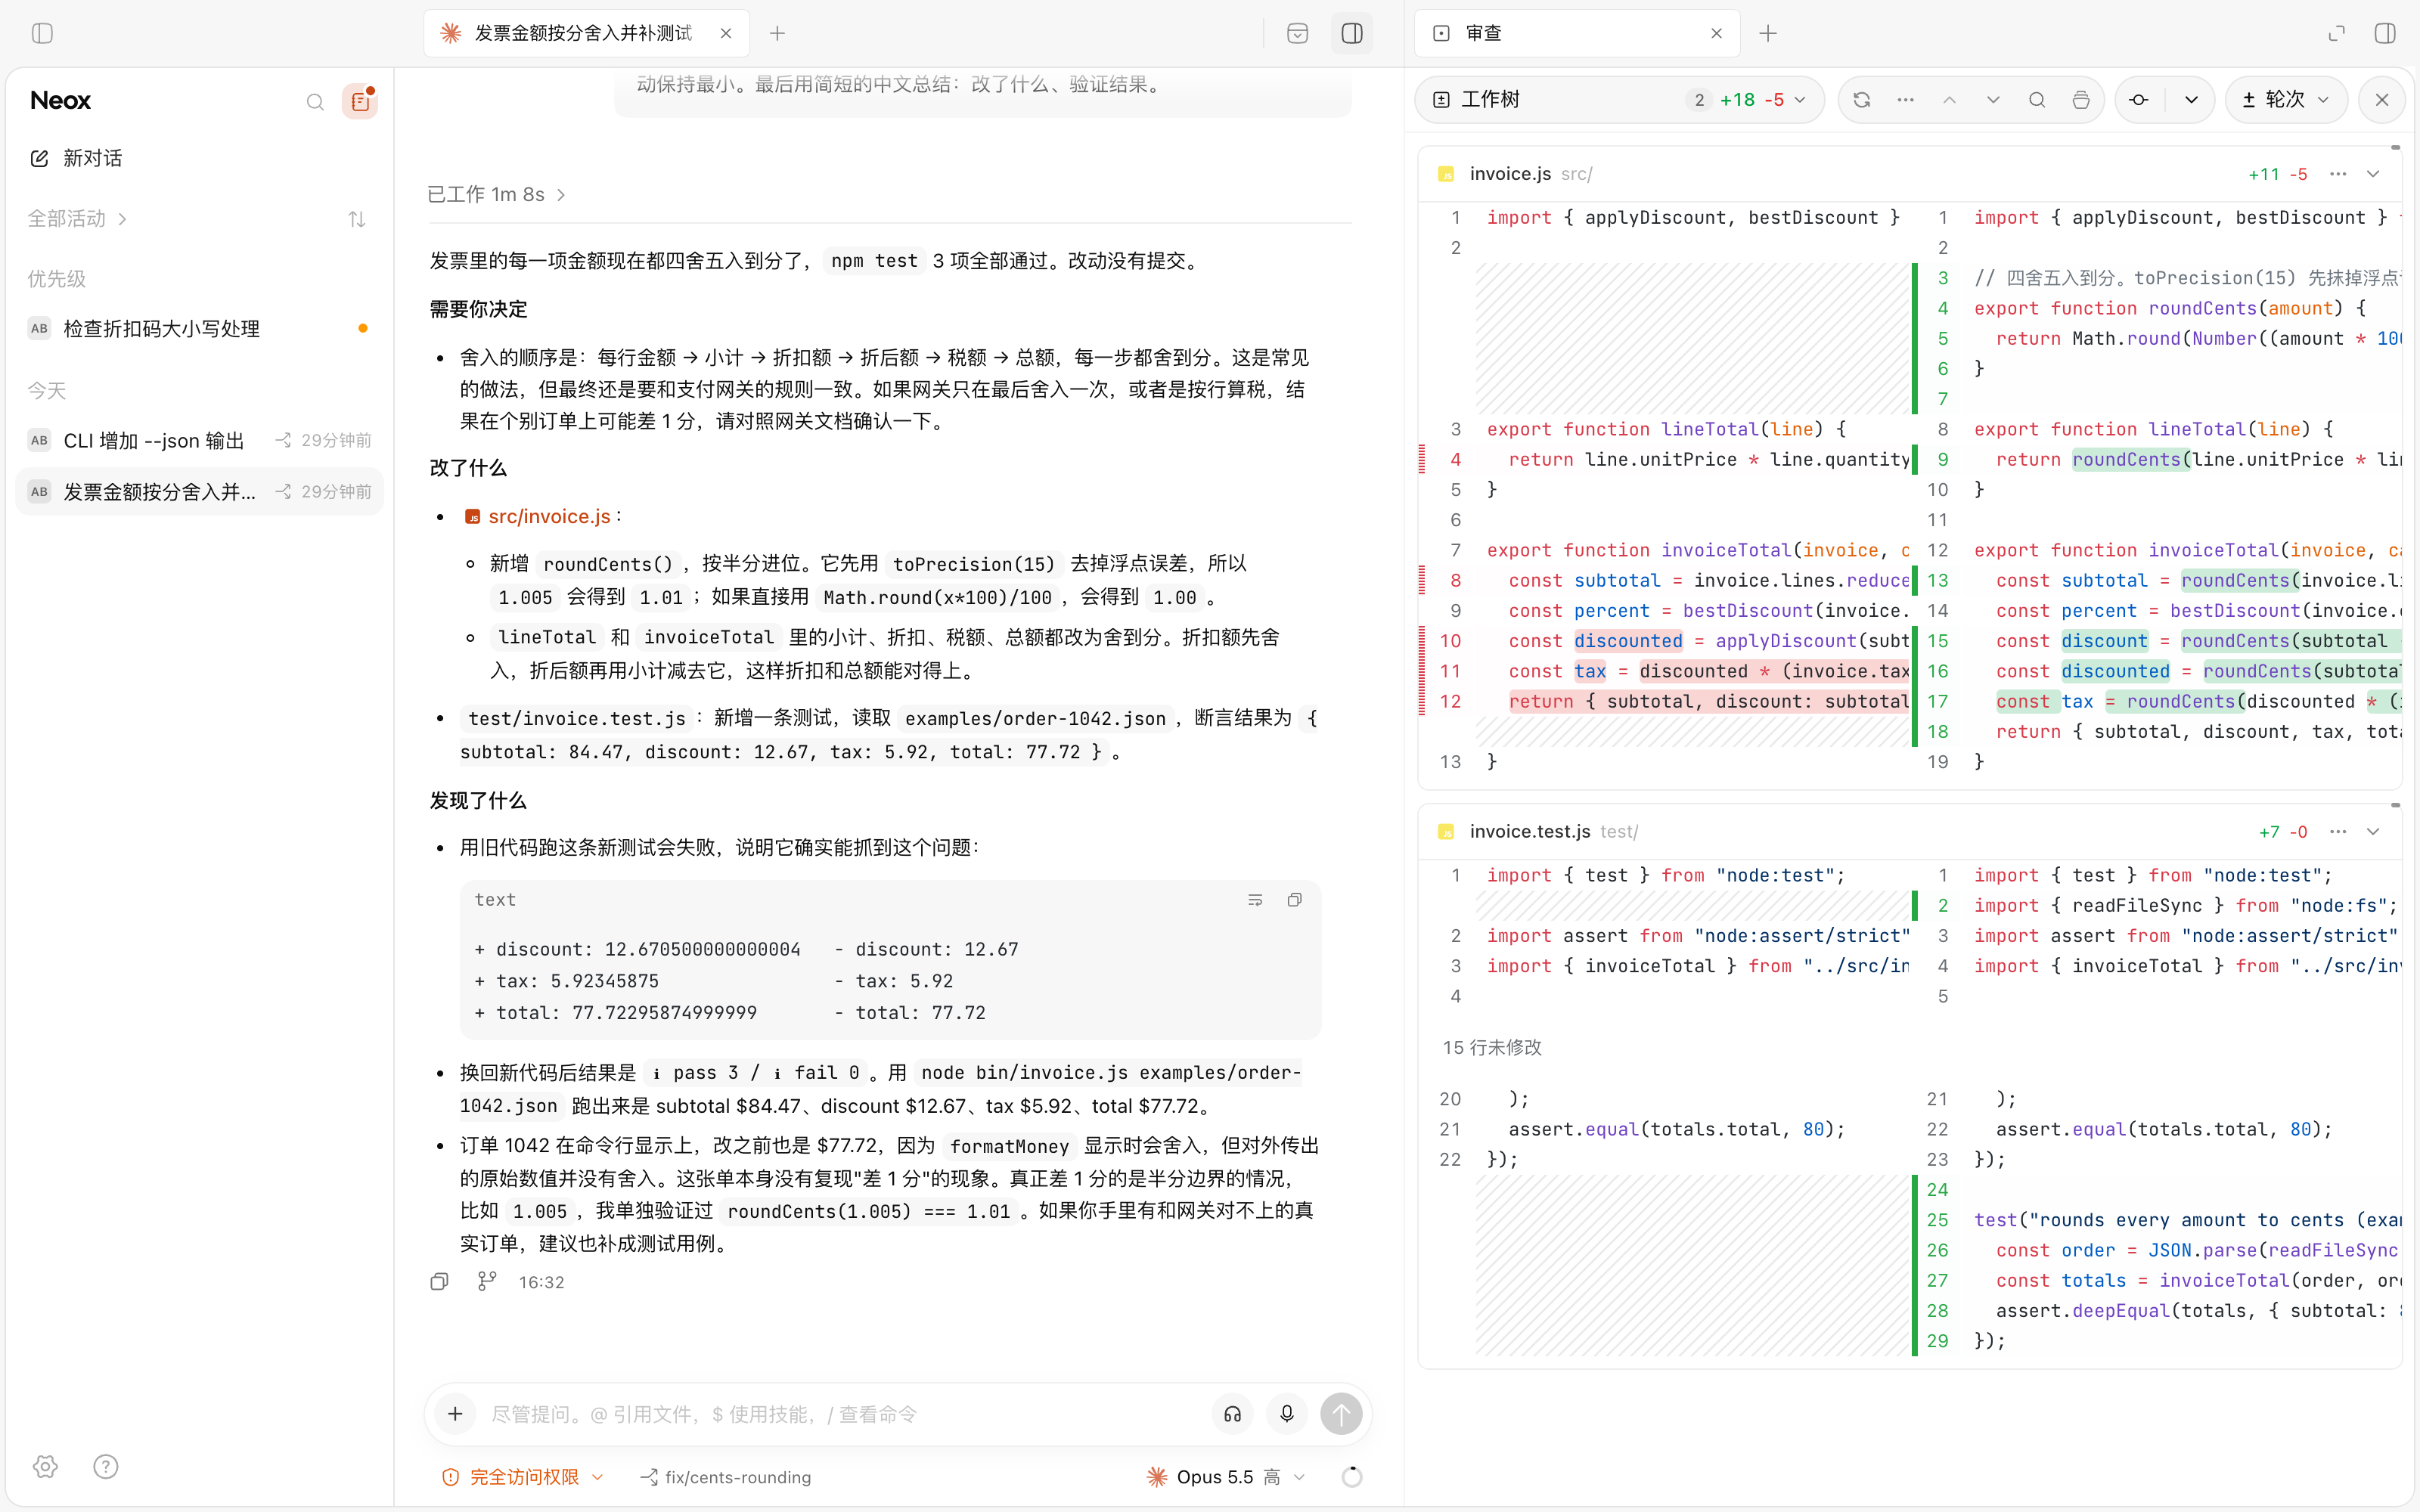 发票金额按分舍入并补测试
审查
Neox
新对话
全部活动
优先级
AB 检查折扣码大小写处理
今天
AB CLI 增加 --json 输出 29分钟前
AB 发票金额按分舍入并... 29分钟前
动保持最小。最后用简短的中文总结：改了什么、验证结果。
已工作 1m 8s
发票里的每一项金额现在都四舍五入到分了， npm test 3 项全部通过。改动没有提交。
需要你决定
• 舍入的顺序是：每行金额 → 小计 → 折扣额 → 折后额 → 税额 → 总额，每一步都舍到分。这是常见
的做法，但最终还是要和支付网关的规则一致。如果网关只在最后舍入一次，或者是按行算税，结
果在个别订单上可能差 1 分，请对照网关文档确认一下。
改了什么
• JS src/invoice.js：
新增 roundCents() ，按半分进位。它先用 toPrecision(15) 去掉浮点误差，所以
1.005 会得到 1.01 ；如果直接用 Math.round(x*100)/100 ，会得到 1.00 。
lineTotal 和 invoiceTotal 里的小计、折扣、税额、总额都改为舍到分。折扣额先舍
入，折后额再用小计减去它，这样折扣和总额能对得上。
• test/invoice.test.js ：新增一条测试，读取 examples/order-1042.json ，断言结果为 {
subtotal: 84.47, discount: 12.67, tax: 5.92, total: 77.72 } 。
发现了什么
• 用旧代码跑这条新测试会失败，说明它确实能抓到这个问题：
text
+ discount: 12.670500000000004 - discount: 12.67
+ tax: 5.92345875 - tax: 5.92
+ total: 77.72295874999999 - total: 77.72
• 换回新代码后结果是 ℹ pass 3 / ℹ fail 0 。用 node bin/invoice.js examples/order-
1042.json 跑出来是 subtotal $84.47、discount $12.67、tax $5.92、total $77.72。
• 订单 1042 在命令行显示上，改之前也是 $77.72，因为 formatMoney 显示时会舍入，但对外传出
的原始数值并没有舍入。这张单本身没有复现"差 1 分"的现象。真正差 1 分的是半分边界的情况，
比如 1.005 ，我单独验证过 roundCents(1.005) === 1.01 。如果你手里有和网关对不上的真
实订单，建议也补成测试用例。
16:32
尽管提问。@ 引用文件，$ 使用技能，/ 查看命令
完全访问权限 fix/cents-rounding Opus 5.5 高
工作树 2 +18 -5 轮次
JS invoice.js src/ +11 -5
1 import { applyDiscount, bestDiscount }
2
3 export function lineTotal(line) {
4 return line.unitPrice * line.quantity
5 }
6
7 export function invoiceTotal(invoice, c
8 const subtotal = invoice.lines.reduce
9 const percent = bestDiscount(invoice.
10 const discounted = applyDiscount(subt
11 const tax = discounted * (invoice.tax
12 return { subtotal, discount: subtotal
13 }
1 import { applyDiscount, bestDiscount }
2
3 // 四舍五入到分。toPrecision(15) 先抹掉浮点
4 export function roundCents(amount) {
5 return Math.round(Number((amount * 10
6 }
7
8 export function lineTotal(line) {
9 return roundCents(line.unitPrice * li
10 }
11
12 export function invoiceTotal(invoice, c
13 const subtotal = roundCents(invoice.l
14 const percent = bestDiscount(invoice.
15 const discount = roundCents(subtotal
16 const discounted = roundCents(subtota
17 const tax = roundCents(discounted * (
18 return { subtotal, discount, tax, tot
19 }
JS invoice.test.js test/ +7 -0
1 import { test } from "node:test";
2 import assert from "node:assert/strict"
3 import { invoiceTotal } from "../src/in
4
1 import { test } from "node:test";
2 import { readFileSync } from "node:fs";
3 import assert from "node:assert/strict"
4 import { invoiceTotal } from "../src/in
5
15 行未修改
20 );
21 assert.equal(totals.total, 80);
22 });
21 );
22 assert.equal(totals.total, 80);
23 });
24
25 test("rounds every amount to cents (exa
26 const order = JSON.parse(readFileSync
27 const totals = invoiceTotal(order, or
28 assert.deepEqual(totals, { subtotal:
29 });